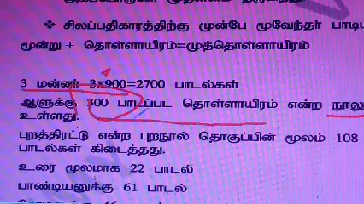 சிலப்பதிகாரத்திற்கு முன்பே மூவேந்தர்
மூன்று + தொள்ளாயிரம்=முத்தொள்ளாயிரம்
3 மன்னர் 3x900=2700 பாடல்கள்
ஆளுக்கு 300 பாடப்பட தொள்ளாயிரம் என்ற நூல
உள்ளது.
புறத்திரட்டு என்ற புறநூல் தொகுப்பின் மூலம் 108
பாடல்கள் கிடைத்தது.
உரை மூலமாக 22 பாடல்
பாண்டியனுக்கு 61 பாடல்